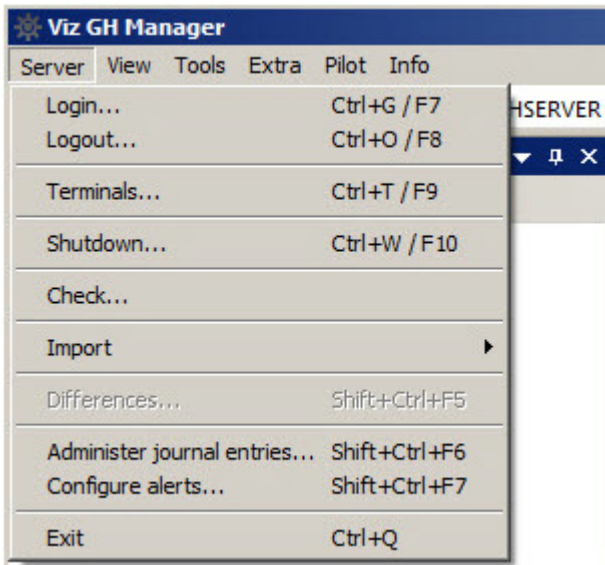 Viz GH Manager
Server View Tools Extra Pilot Info
Login... Ctrl+G / F7
HSERVER
Logout... Ctrl+O / F8
Terminals... Ctrl+T / F9
Shutdown... Ctrl+W / F10
Check...
Import
Differences... Shift+Ctrl+F5
Administer journal entries... Shift+Ctrl+F6
Configure alerts... Shift+Ctrl+F7
Exit Ctrl+Q